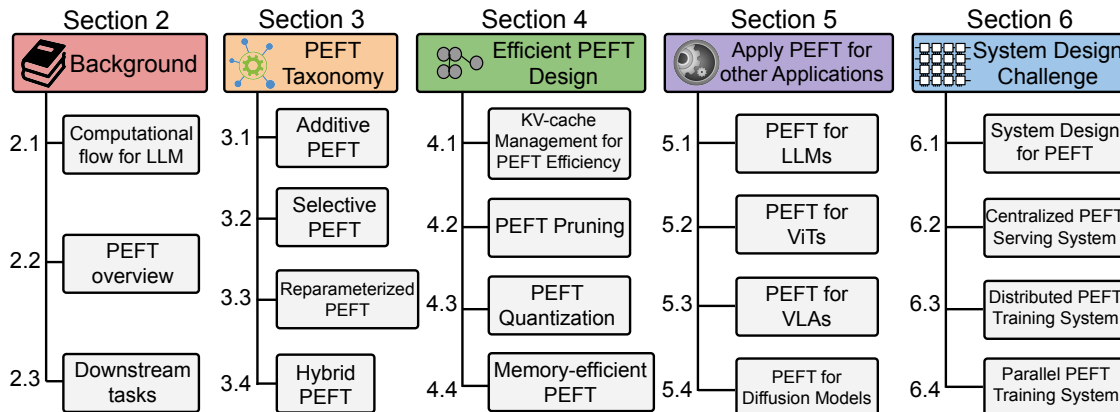 Section 2
Background
2.1
Computational
flow for LLM
2.2
PEFT
overview
2.3
Downstream
tasks
Section 3
PEFT
Taxonomy
3.1
Additive
PEFT
3.2
Selective
PEFT
3.3
Reparameterized
PEFT
3.4
Hybrid
PEFT
Section 4
Efficient PEFT
Design
4.1
KV-cache
Management for
PEFT Efficiency
4.2
PEFT Pruning
4.3
PEFT
Quantization
4.4
Memory-efficient
PEFT
Section 5
Apply PEFT for
other Applications
5.1
PEFT for
LLMs
5.2
PEFT for
ViTs
5.3
PEFT for
VLAs
5.4
PEFT for
Diffusion Models
Section 6
System Design
Challenge
6.1
System Design
for PEFT
6.2
Centralized PEFT
Serving System
6.3
Distributed PEFT
Training System
6.4
Parallel PEFT
Training System